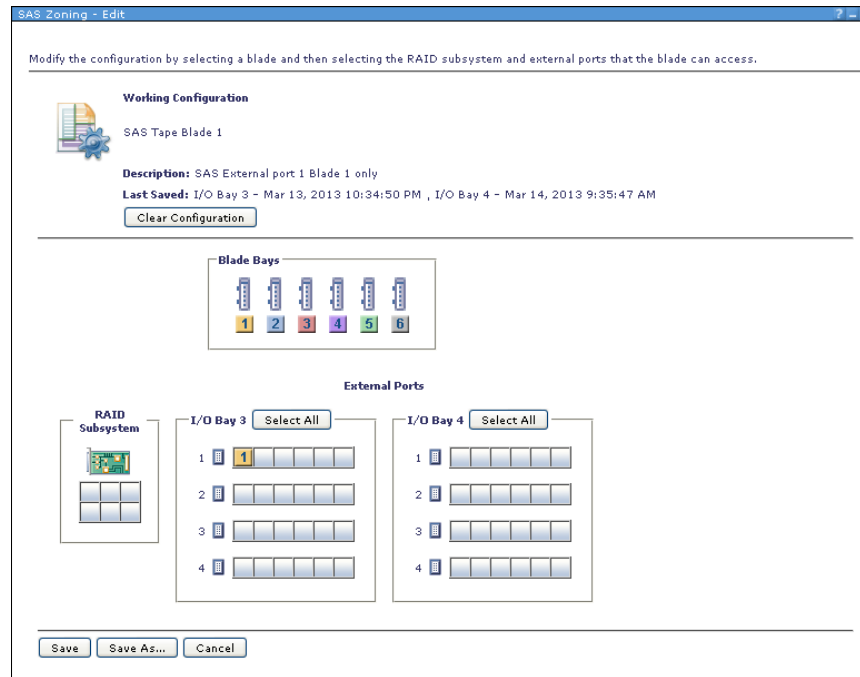 SAS Zoning - Edit ? _
Modify the configuration by selecting a blade and then selecting the RAID subsystem and external ports that the blade can access.
Working Configuration
SAS Tape Blade 1
Description: SAS External port 1 Blade 1 only
Last Saved: I/O Bay 3 - Mar 13, 2013 10:34:50 PM , I/O Bay 4 - Mar 14, 2013 9:35:47 AM
Clear Configuration
Blade Bays
1 2 3 4 5 6
External Ports
RAID
Subsystem
I/O Bay 3 Select All
1 1
2
3
4
I/O Bay 4 Select All
1
2
3
4
Save Save As... Cancel